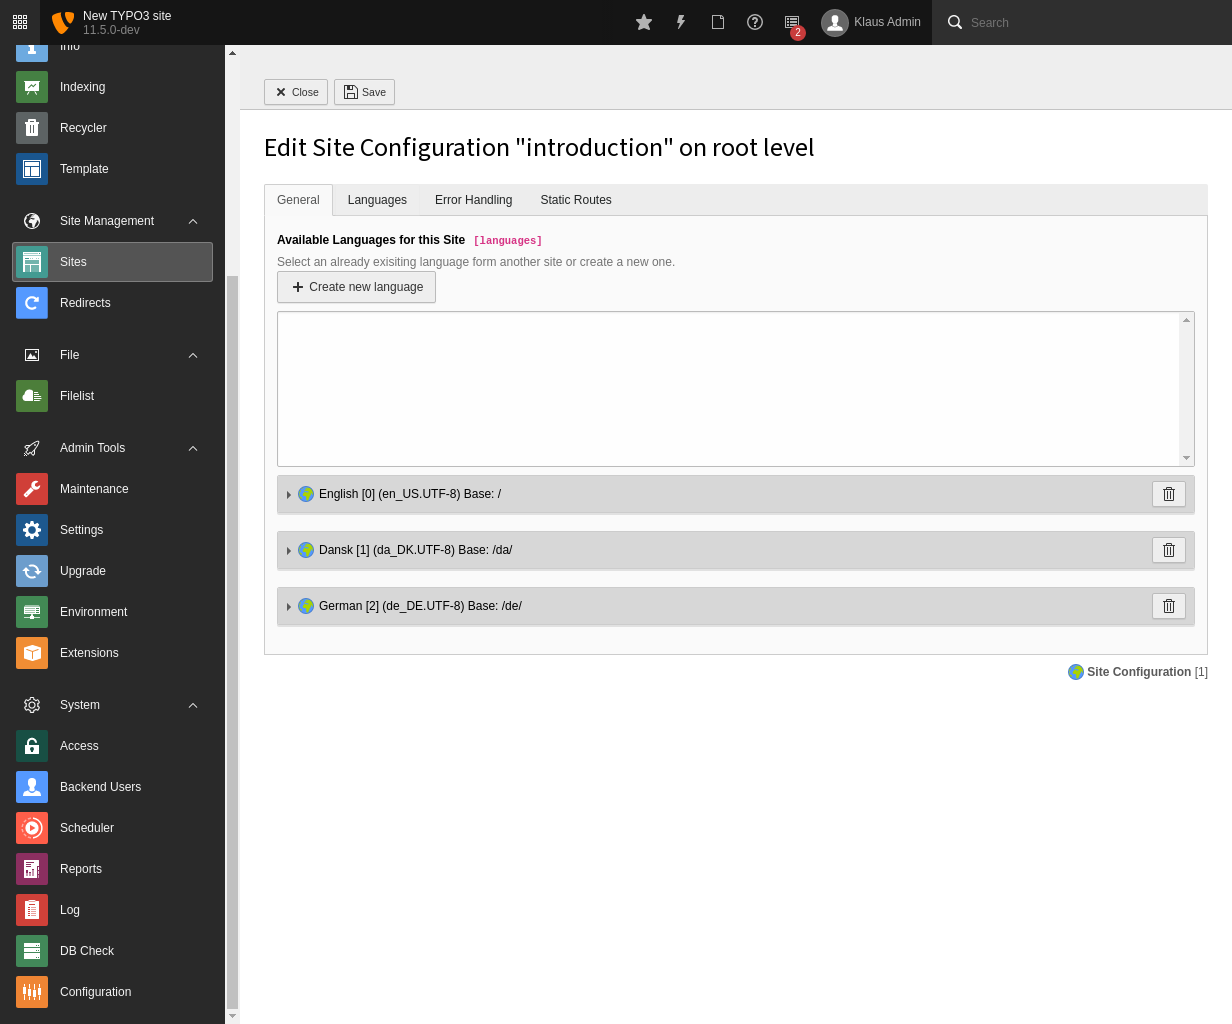 New TYPO3 site
11.5.0-dev
2
Klaus Admin
Search
Info
Indexing
Recycler
Template
Site Management
Sites
Redirects
File
Filelist
Admin Tools
Maintenance
Settings
Upgrade
Environment
Extensions
System
Access
Backend Users
Scheduler
Reports
Log
DB Check
Configuration
Close
Save
Edit Site Configuration "introduction" on root level
General
Languages
Error Handling
Static Routes
Available Languages for this Site [languages]
Select an already exisiting language form another site or create a new one.
Create new language
English [0] (en_US.UTF-8) Base: /
Dansk [1] (da_DK.UTF-8) Base: /da/
German [2] (de_DE.UTF-8) Base: /de/
Site Configuration [1]